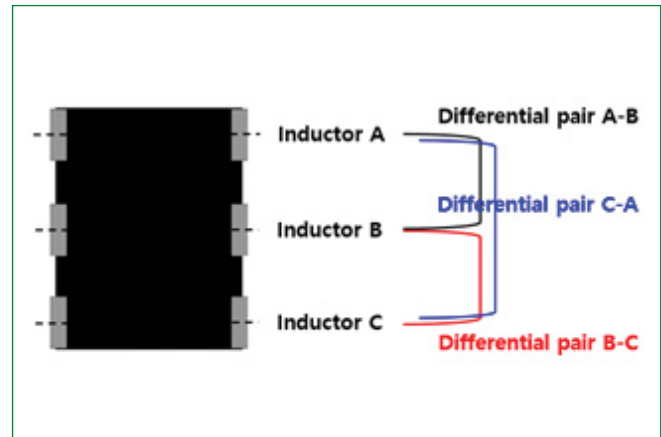 Differential pair A-B
Inductor A
Differential pair C-A
Inductor B
Inductor C
Differential pair B-C